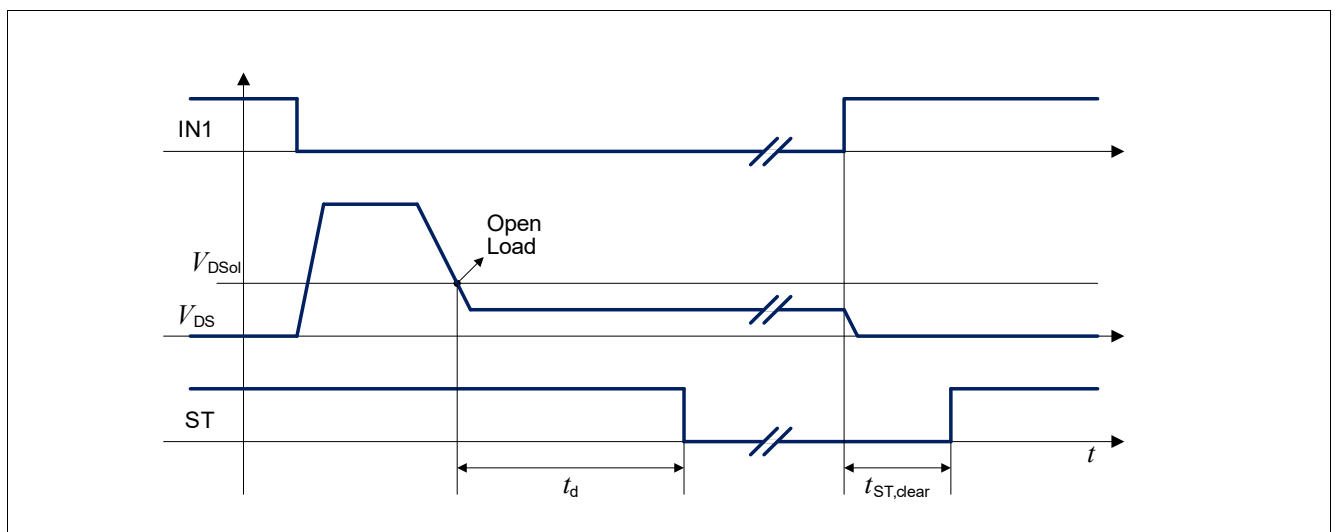 IN1
Open
Load
VDSol
VDS
ST
t
td
tST,clear